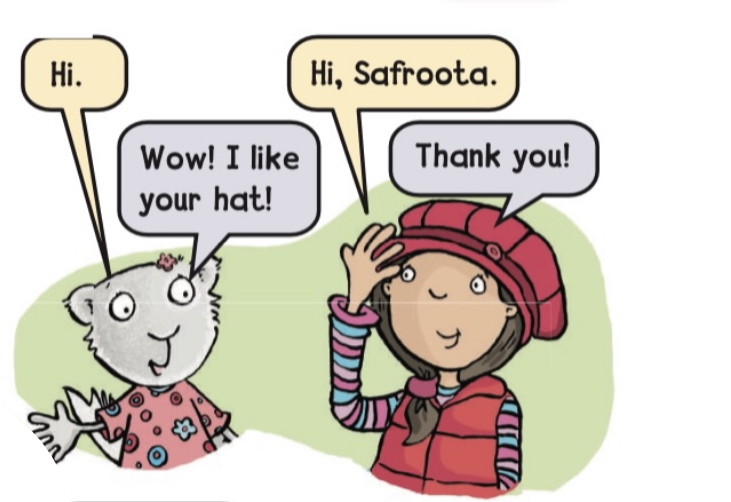 Hi.
Hi, Safroota.
Wow! I like
your hat!
Thank you!